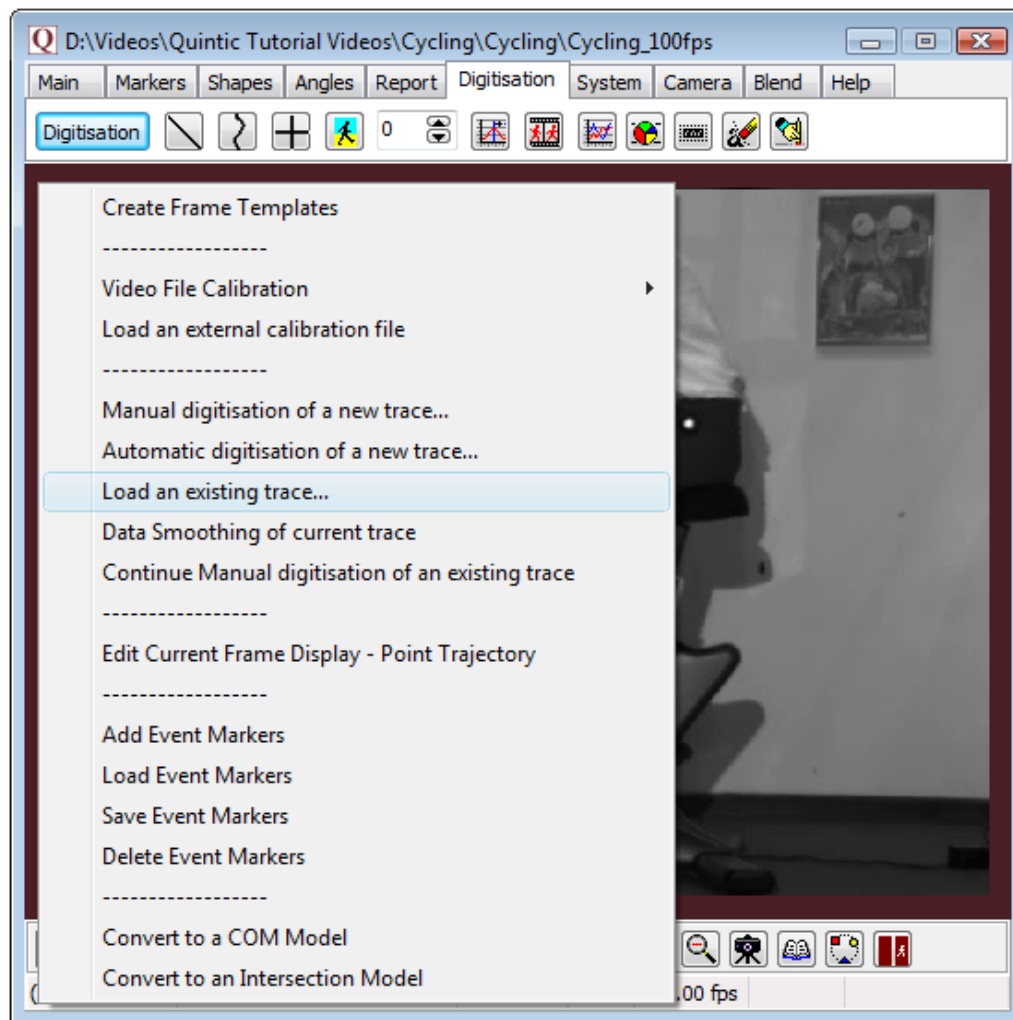 D:\Videos\Quintic Tutorial Videos\Cycling\Cycling\Cycling_100fps
Main Markers Shapes Angles Report Digitisation System Camera Blend Help
Digitisation 0
Create Frame Templates
------------------
Video File Calibration
Load an external calibration file
------------------
Manual digitisation of a new trace...
Automatic digitisation of a new trace...
Load an existing trace...
Data Smoothing of current trace
Continue Manual digitisation of an existing trace
------------------
Edit Current Frame Display - Point Trajectory
------------------
Add Event Markers
Load Event Markers
Save Event Markers
Delete Event Markers
------------------
Convert to a COM Model
Convert to an Intersection Model
.00 fps